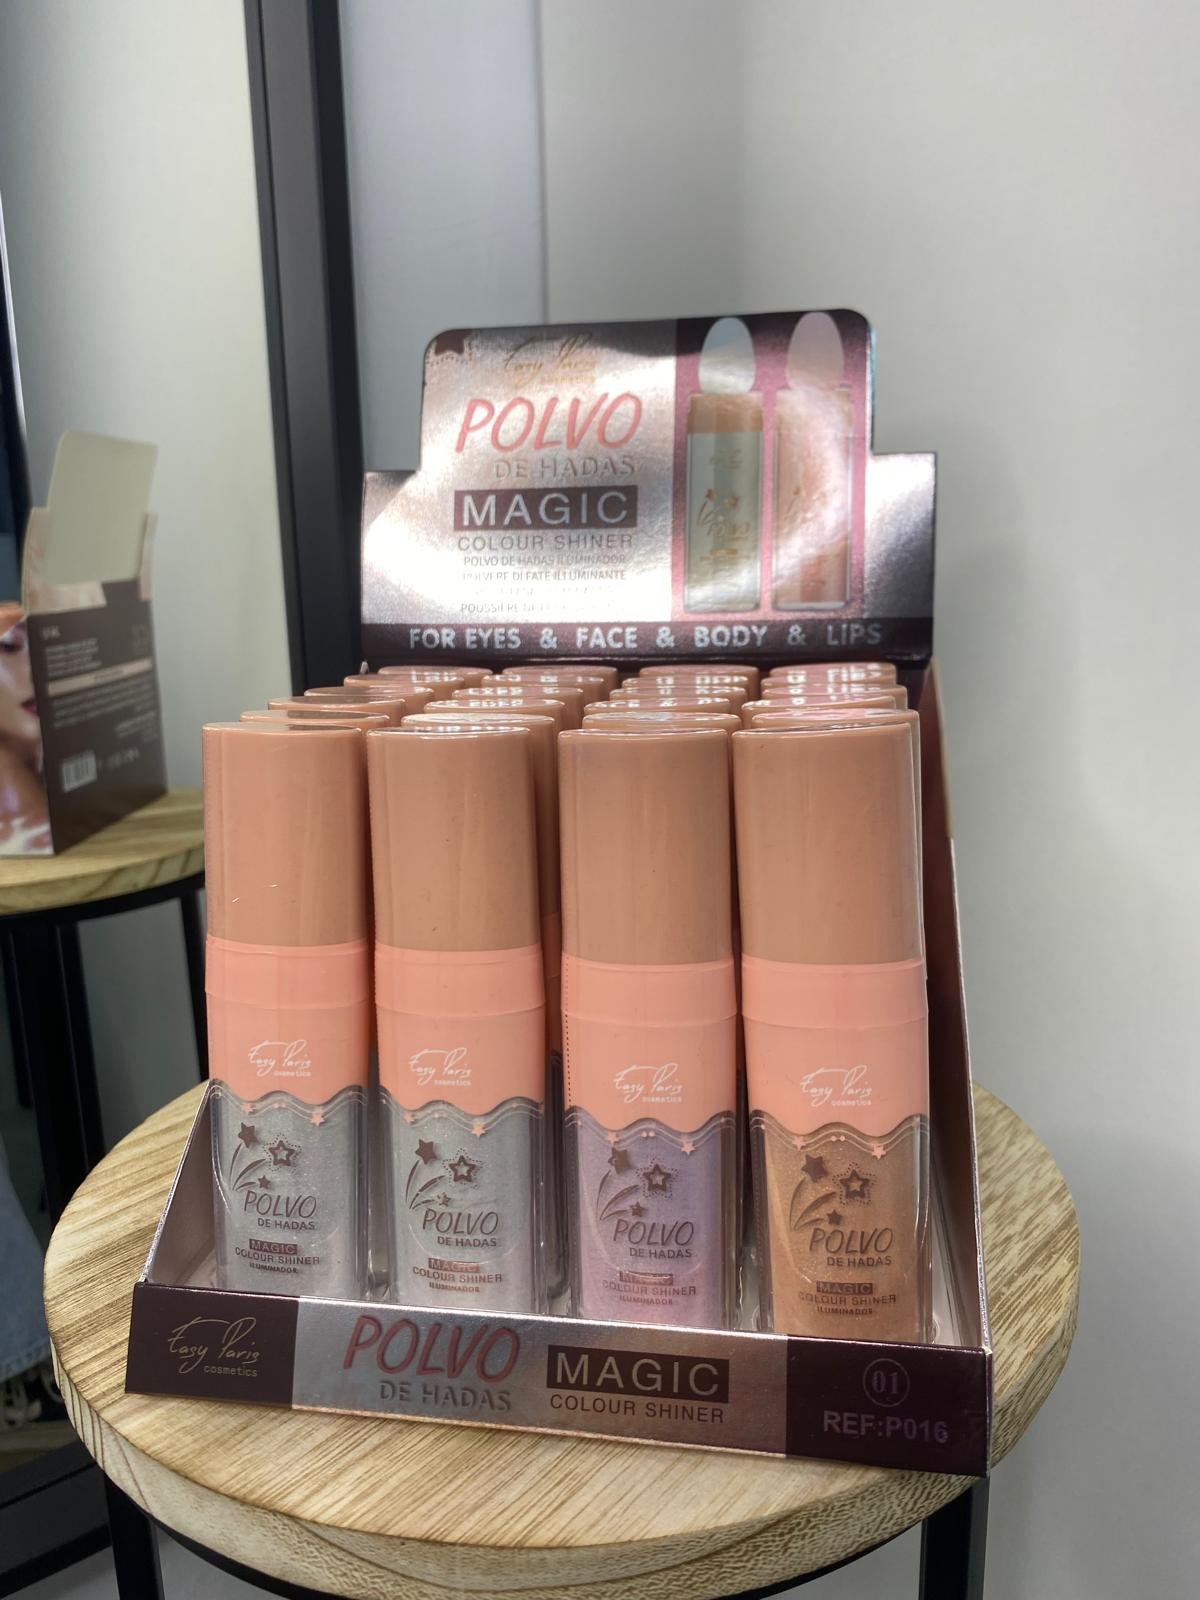 Easy Paris
cosmetics
POLVO
DE HADAS
MAGIC
COLOUR SHINER
POLVO DE HADAS ILUMINADOR
POLVERE DI FATE ILLUMINANTE
POUSSIÈRE
POLVO
FOR EYES & FACE & BODY & LIPS
Easy Paris
cosmetics
POLVO
DE HADAS
MAGIC
COLOUR SHINER
ILUMINADOR
Easy Paris
cosmetics
POLVO
DE HADAS
MAGIC
COLOUR SHINER
ILUMINADOR
Easy Paris
cosmetics
POLVO
DE HADAS
MAGIC
COLOUR SHINER
ILUMINADOR
Easy Paris
cosmetics
POLVO
DE HADAS
MAGIC
COLOUR SHINER
ILUMINADOR
Easy Paris
cosmetics
POLVO
DE HADAS
MAGIC
COLOUR SHINER
01
REF:P016